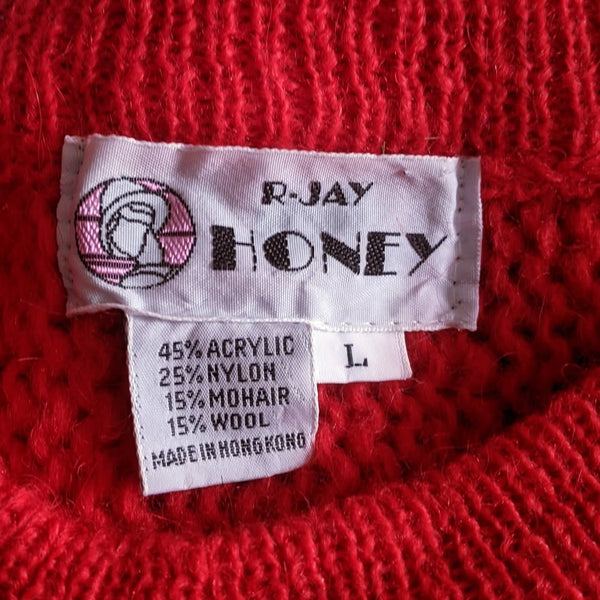 R-JAY
HONEY
L
45% ACRYLIC
25% NYLON
15% MOHAIR
15% WOOL
MADE IN HONG KONG